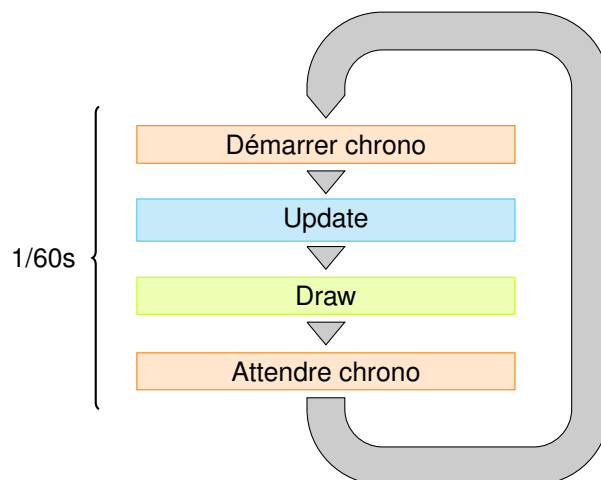 Démarrer chrono
Update
1/60s
Draw
Attendre chrono